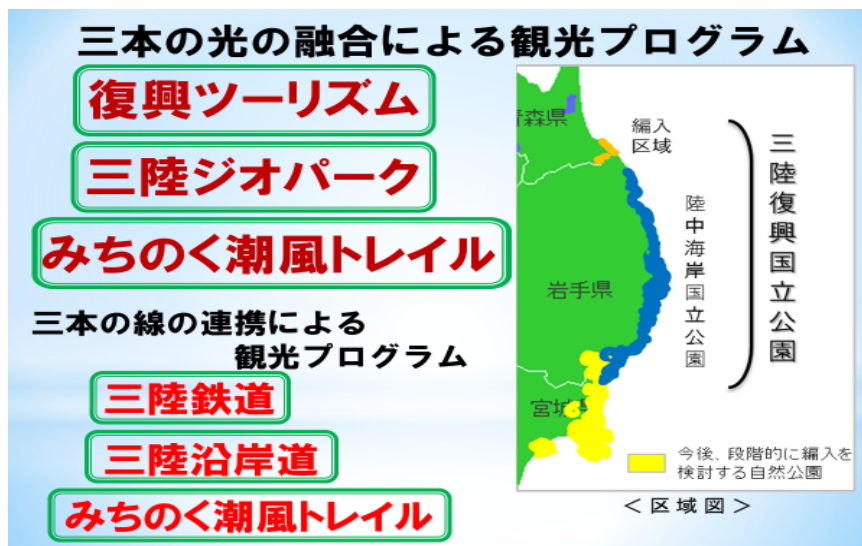 三本の光の融合による観光プログラム
復興ツーリズム
三陸ジオパーク
みちのく潮風トレイル
三本の線の連携による
観光プログラム
三陸鉄道
三陸沿岸道
みちのく潮風トレイル
青森県
編入
区域
岩手県
宮城県
陸中海岸国立公園
三陸復興国立公園
今後、段階的に編入を
検討する自然公園
＜区域図＞